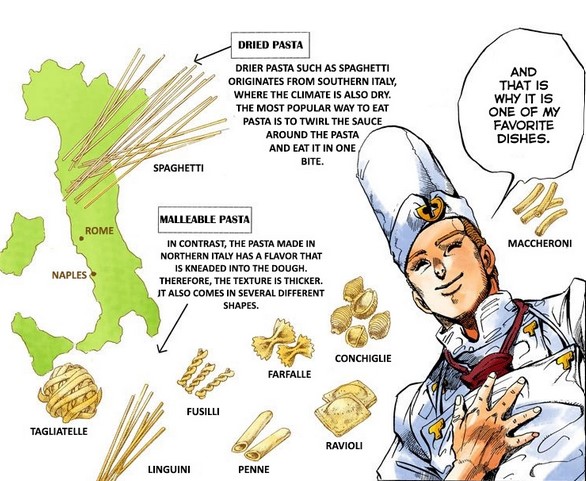 DRIED PASTA
DRIER PASTA SUCH AS SPAGHETTI
ORIGINATES FROM SOUTHERN ITALY,
WHERE THE CLIMATE IS ALSO DRY.
THE MOST POPULAR WAY TO EAT
PASTA IS TO TWIRL THE SAUCE
AROUND THE PASTA
AND EAT IT IN ONE
BITE.
AND
THAT IS
WHY IT IS
ONE OF MY
FAVORITE
DISHES.
SPAGHETTI
MACCHERONI
MALLEABLE PASTA
IN CONTRAST, THE PASTA MADE IN
NORTHERN ITALY HAS A FLAVOR THAT
IS KNEADED INTO THE DOUGH.
THEREFORE, THE TEXTURE IS THICKER.
IT ALSO COMES IN SEVERAL DIFFERENT
SHAPES.
ROME
NAPLES
CONCHIGLIE
FARFALLE
FUSILLI
TAGLIATELLE
RAVIOLI
LINGUINI
PENNE